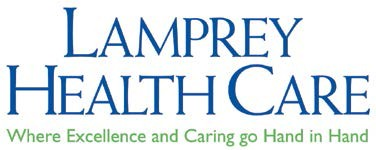 LAMPREY
HEALTH CARE
Where Excellence and Caring go Hand in Hand